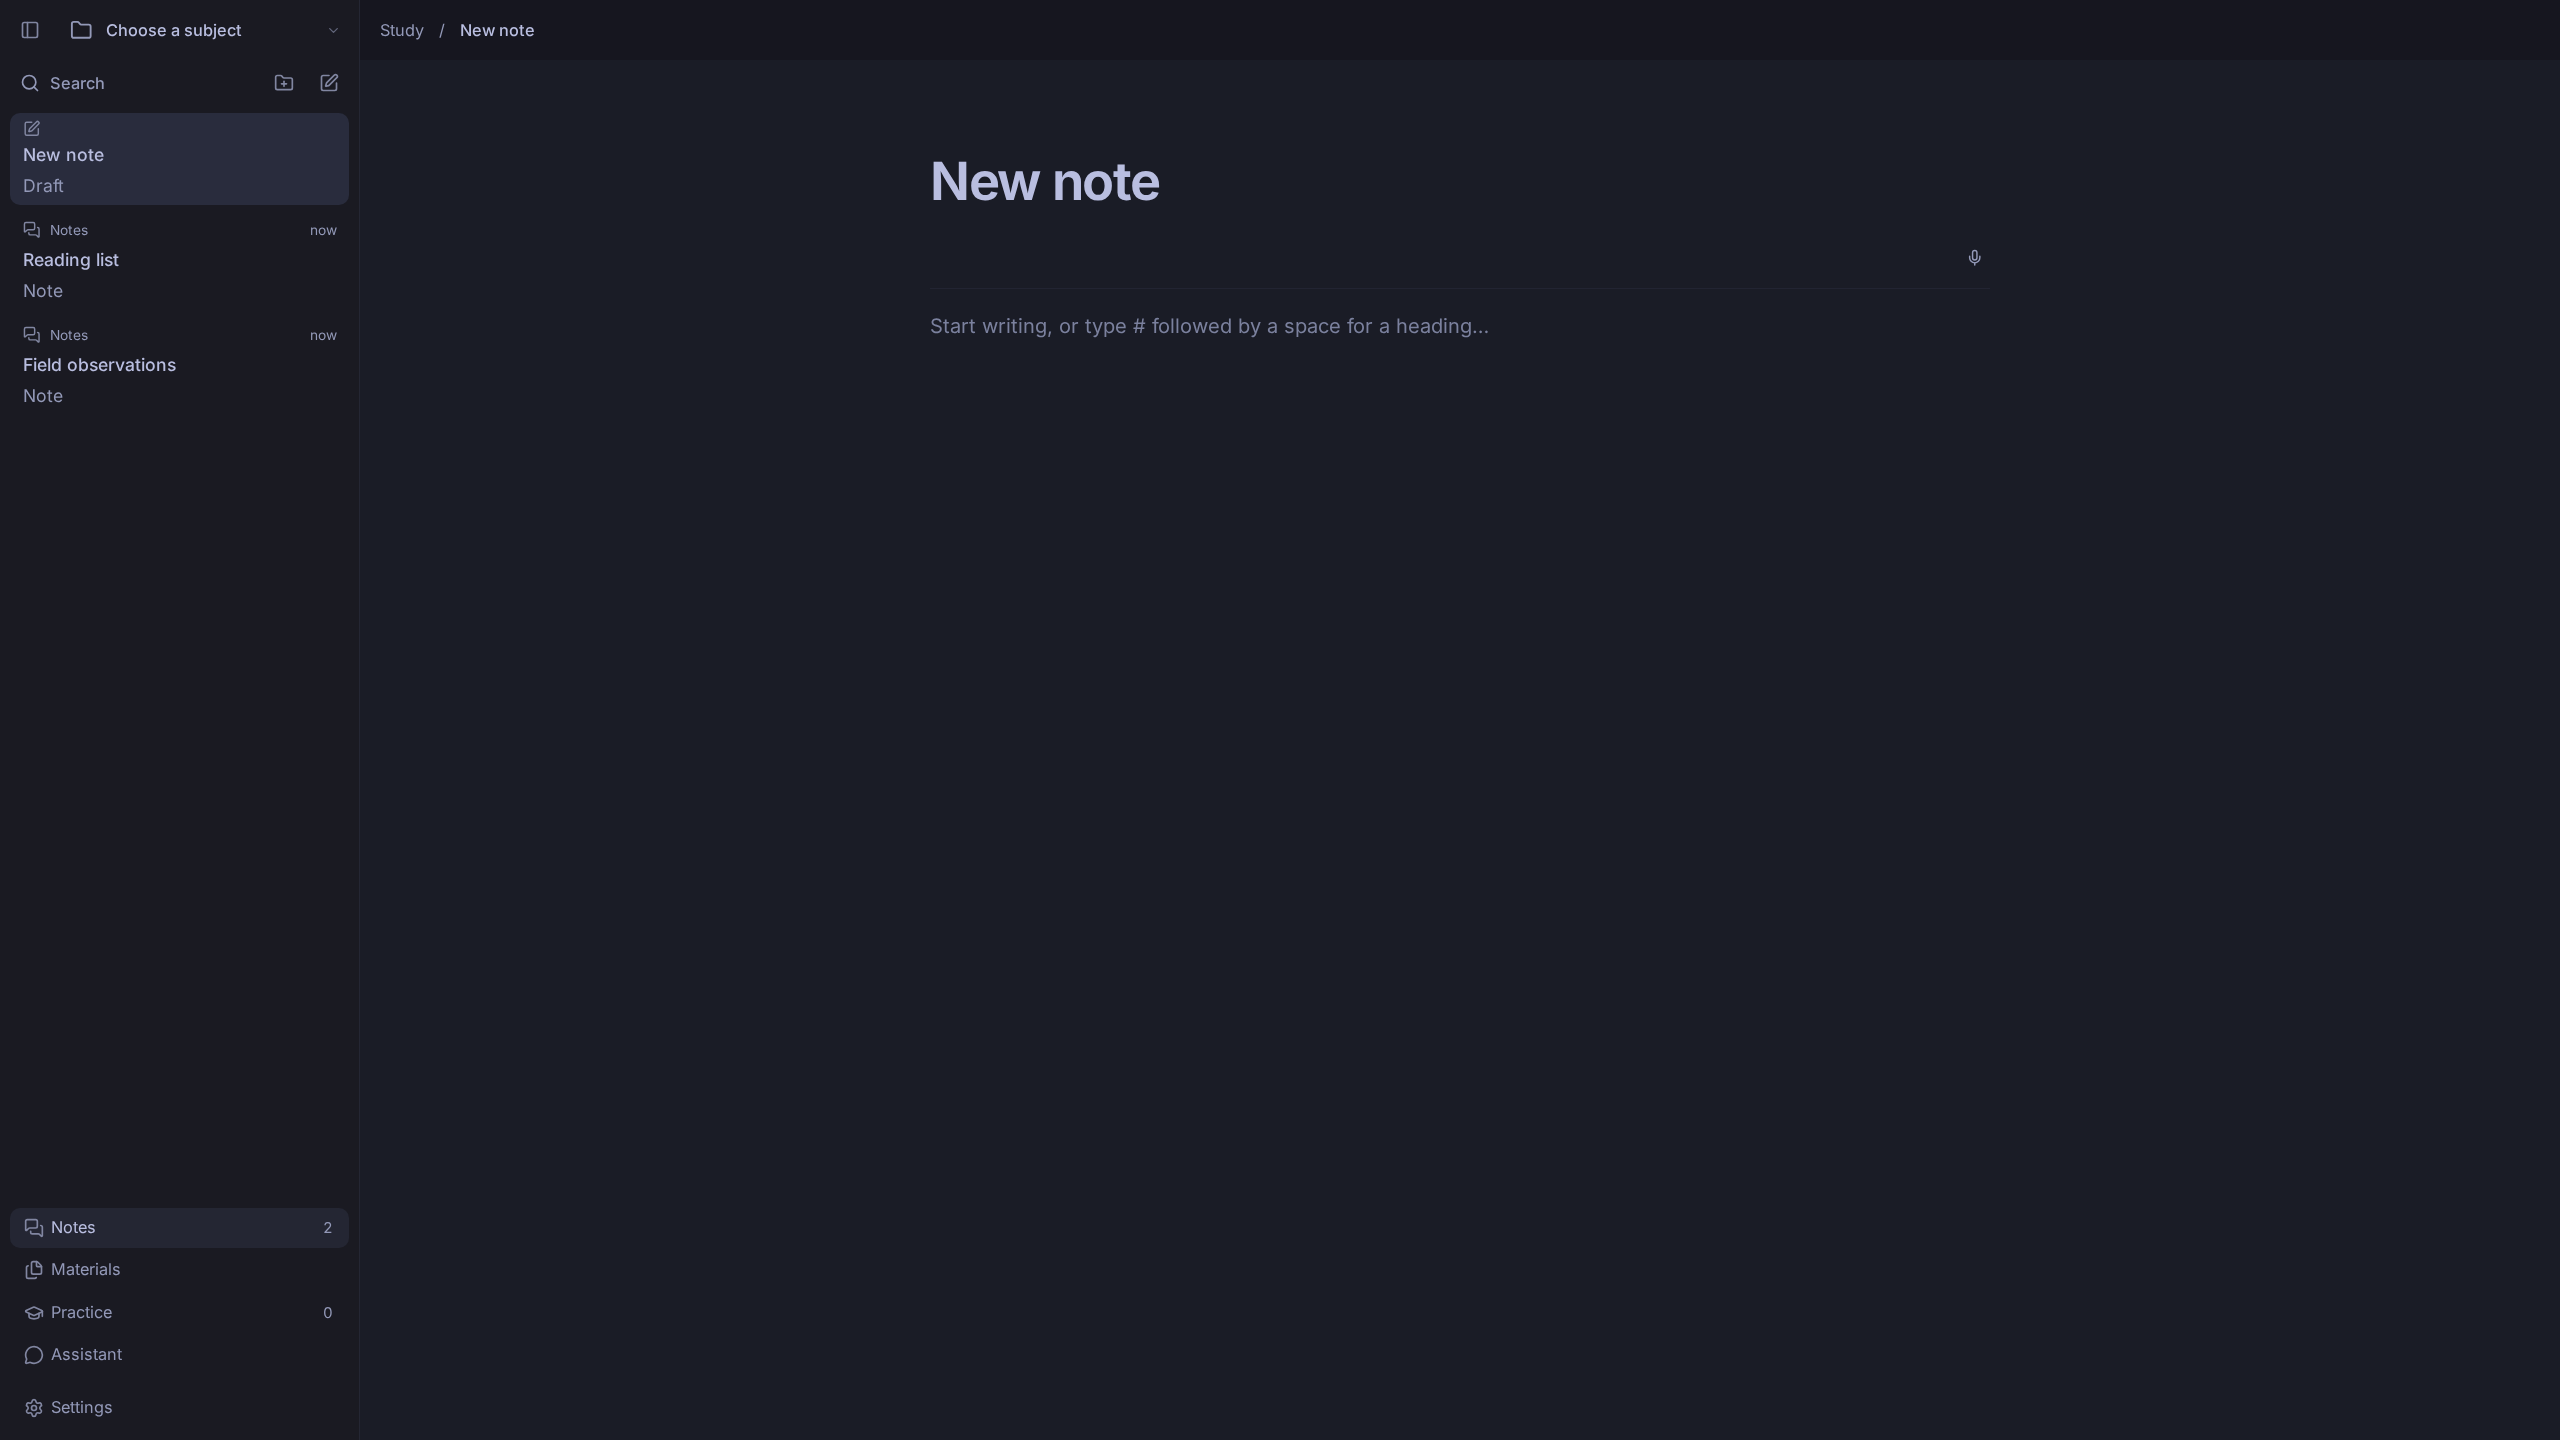 Choose a subject
Study / New note
Search
New note
Draft
Notes now
Reading list
Note
Notes now
Field observations
Note
New note
Start writing, or type # followed by a space for a heading...
Notes 2
Materials
Practice 0
Assistant
Settings